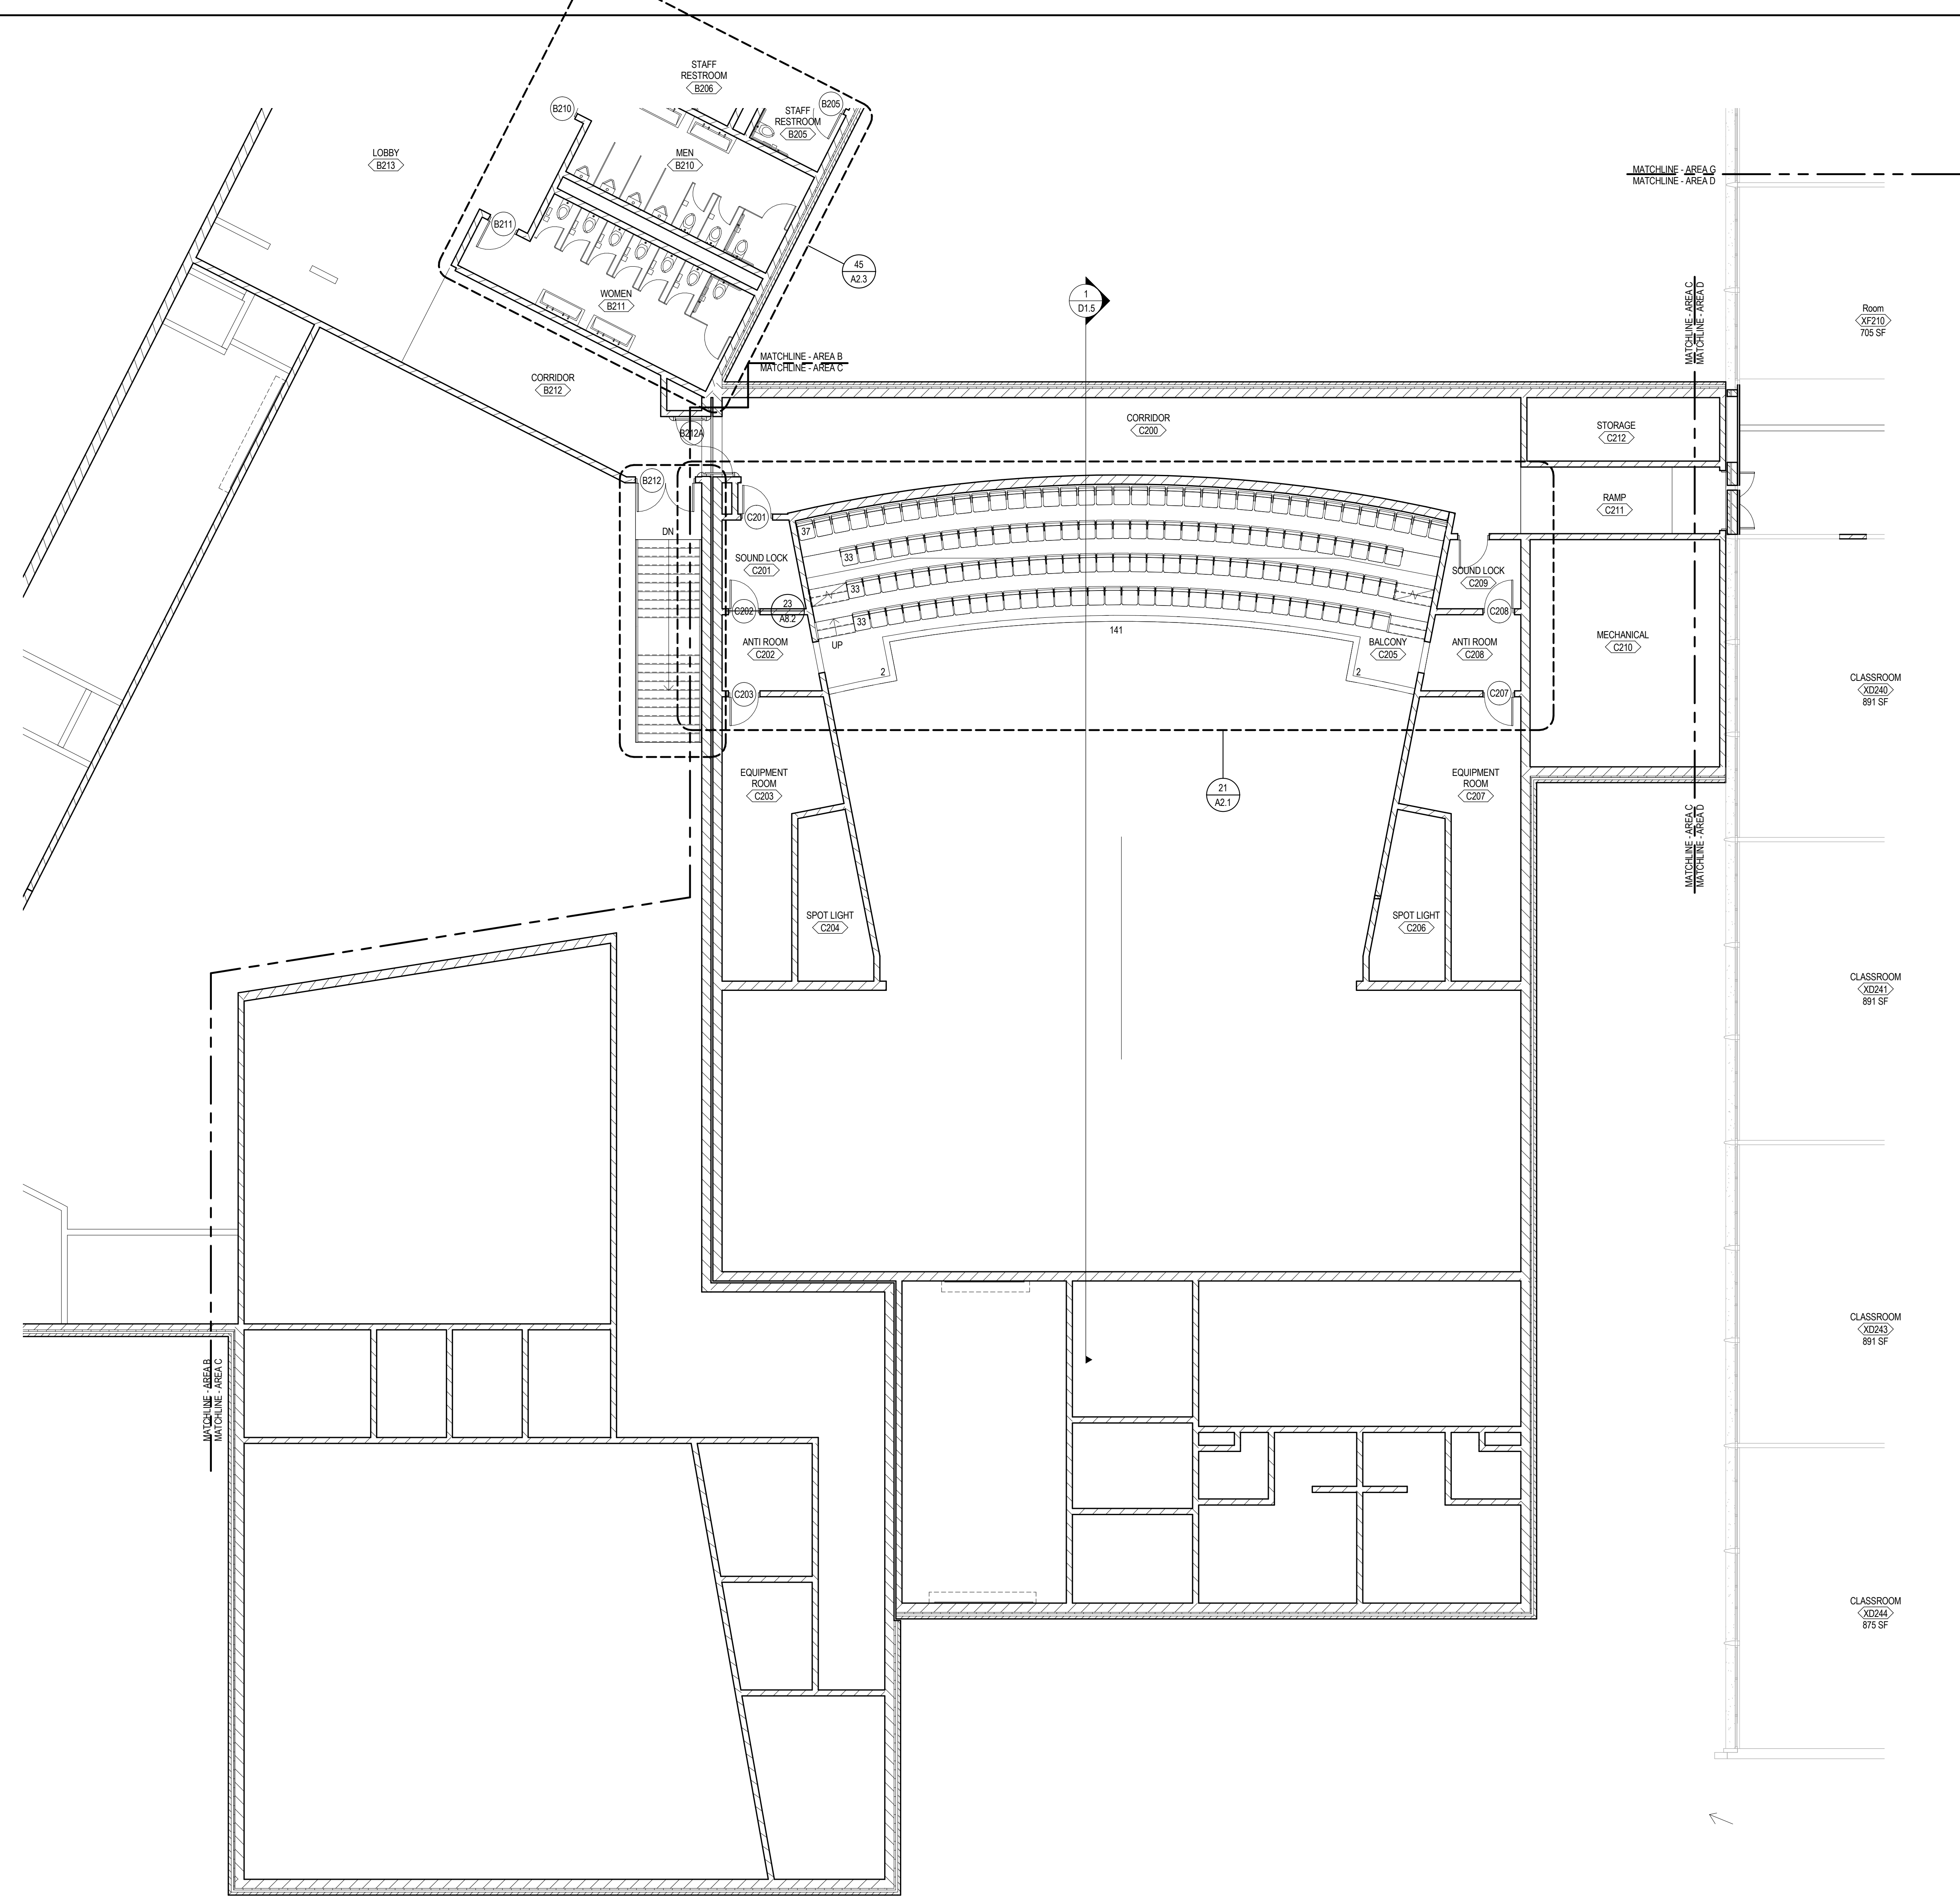 STAFF
RESTROOM
B206
B210
STAFF
RESTROOM
B205
B205
LOBBY
B213
MEN
B210
MATCHLINE - AREA G
MATCHLINE - AREA D
B211
45
A2.3
WOMEN
B211
1
D1.5
MATCHLINE - AREA C
MATCHLINE - AREA D
Room
XF210
705 SF
MATCHLINE - AREA B
MATCHLINE - AREA C
CORRIDOR
B212
CORRIDOR
C200
STORAGE
C212
B212A
B212
RAMP
C211
C201
37
DN
33
SOUND LOCK
C201
SOUND LOCK
C209
33
23
A8.2
C202
C208
33
141
UP
ANTI ROOM
C202
BALCONY
C205
ANTI ROOM
C208
MECHANICAL
C210
2
2
C203
C207
CLASSROOM
XD240
891 SF
EQUIPMENT
ROOM
C203
21
A2.1
EQUIPMENT
ROOM
C207
MATCHLINE - AREA C
MATCHLINE - AREA D
SPOT LIGHT
C204
SPOT LIGHT
C206
CLASSROOM
XD241
891 SF
CLASSROOM
XD243
891 SF
MATCHLINE - AREA B
MATCHLINE - AREA C
CLASSROOM
XD244
875 SF